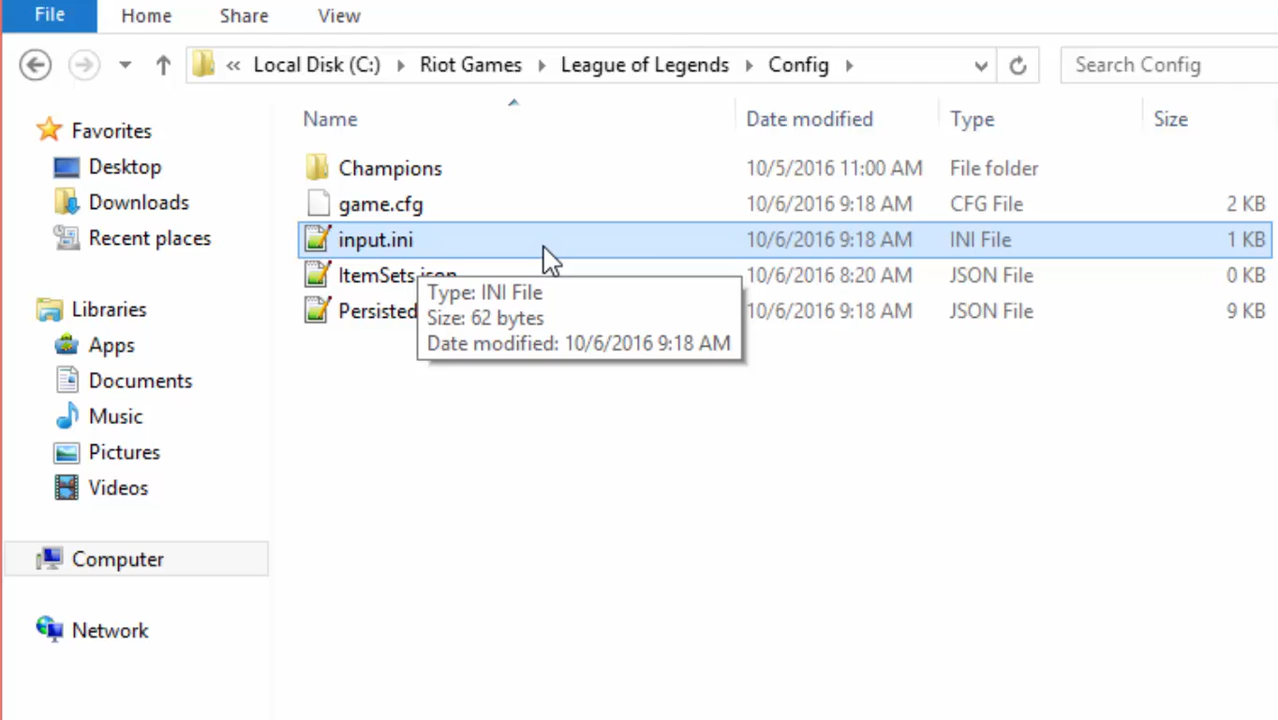 File Home Share View
« Local Disk (C:) Riot Games League of Legends Config Search Config
Name Date modified Type Size
Favorites
Desktop
Downloads
Recent places
Libraries
Apps
Documents
Music
Pictures
Videos
Computer
Network
Champions 10/5/2016 11:00 AM File folder
game.cfg 10/6/2016 9:18 AM CFG File 2 KB
input.ini 10/6/2016 9:18 AM INI File 1 KB
ItemSets.json 10/6/2016 8:20 AM JSON File 0 KB
Persisted 10/6/2016 9:18 AM JSON File 9 KB
Type: INI File
Size: 62 bytes
Date modified: 10/6/2016 9:18 AM